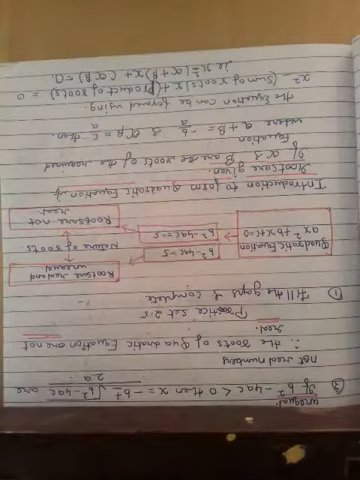 unequal.
③ If b² - 4ac < 0 then x = -b ± √b² - 4ac are
2a
not real numbers
∴ the roots of Quadratic Equation are not
real.
Practice set 2.5
① Fill the gaps & complete.
Quadratic Equation
ax² + bx + c = 0
b² - 4ac = 5
Roots are real and
unequal
Nature of roots
b² - 4ac = -5
Roots are not
real.
Introduction to form Quadratic Equation if
Roots are given.
If α & β are the roots of the required
Equation
where α + β = -b/a & αβ = c/a then.
the Equation can be formed using.
x² - (Sum of roots)x + (product of roots) = 0
ie x² - (α+β)x + (αβ) = 0.